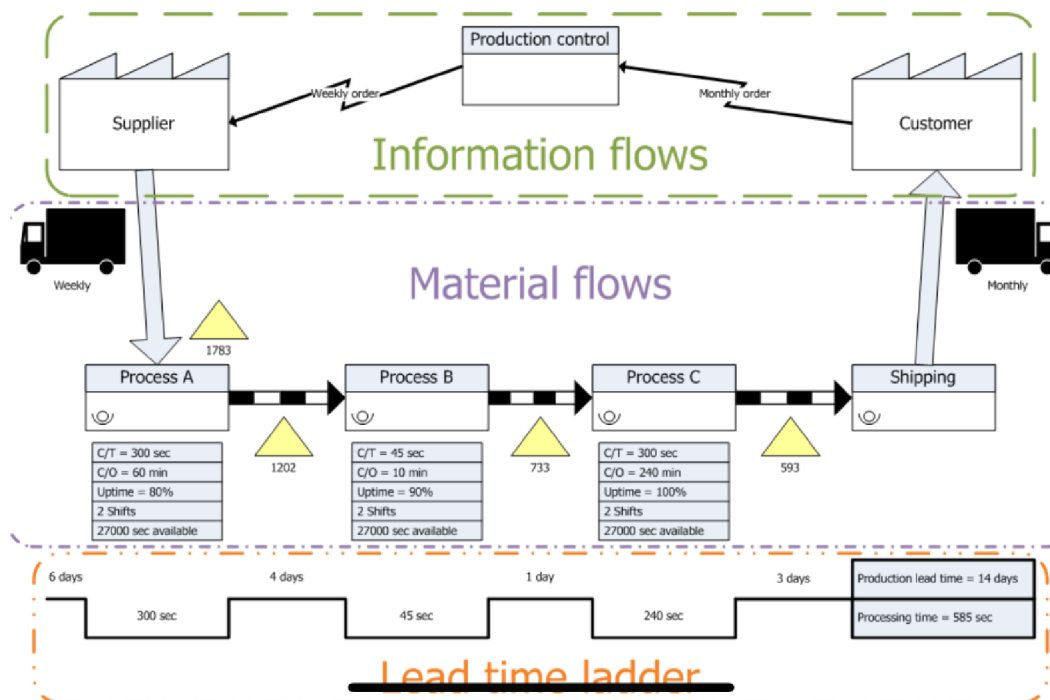 Production control
Supplier
Weekly order
Monthly order
Customer
Information flows
Weekly
Material flows
Monthly
1783
Process A
Process B
Process C
Shipping
1202
733
593
C/T = 300 sec
C/O = 60 min
Uptime = 80%
2 Shifts
27000 sec available
C/T = 45 sec
C/O = 10 min
Uptime = 90%
2 Shifts
27000 sec available
C/T = 300 sec
C/O = 240 min
Uptime = 100%
2 Shifts
27000 sec available
6 days
4 days
1 day
3 days
Production lead time = 14 days
300 sec
45 sec
240 sec
Processing time = 585 sec
Lead time ladder